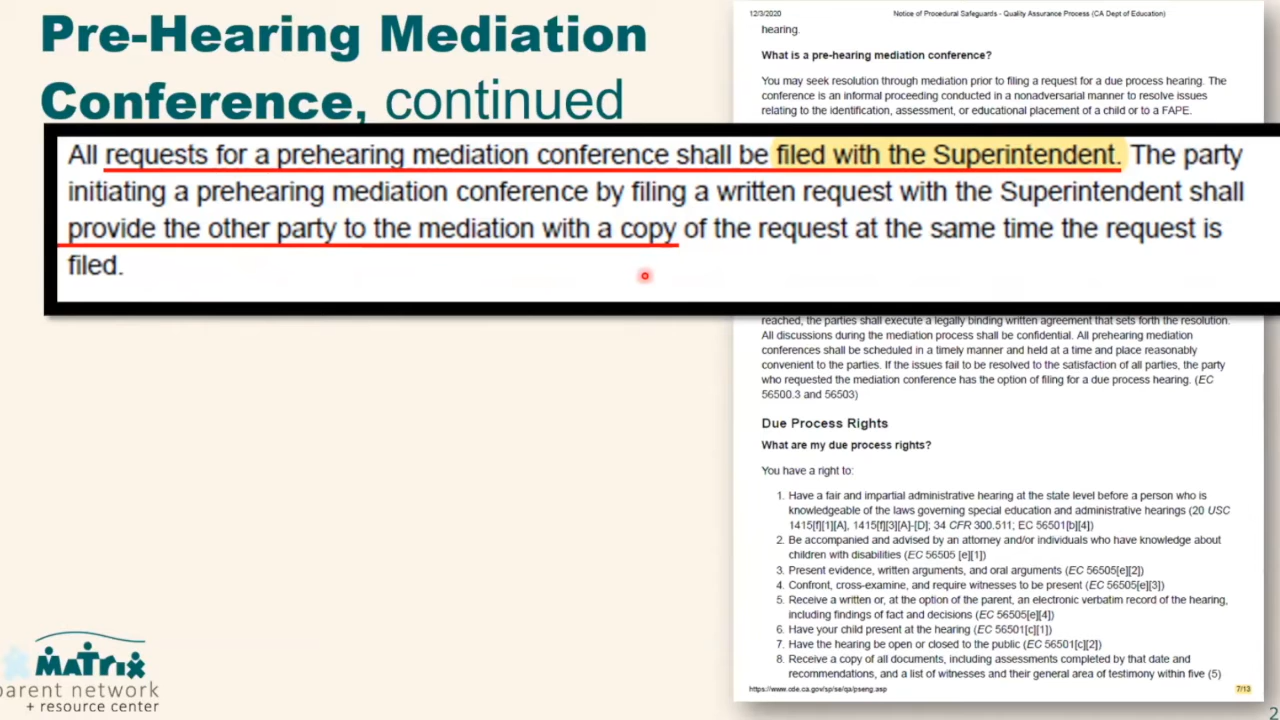 Pre-Hearing Mediation
Conference, continued
12/3/2020 Notice of Procedural Safeguards - Quality Assurance Process (CA Dept of Education)
hearing.
What is a pre-hearing mediation conference?
You may seek resolution through mediation prior to filing a request for a due process hearing. The
conference is an informal proceeding conducted in a nonadversarial manner to resolve issues
relating to the identification, assessment, or educational placement of a child or to a FAPE.
All requests for a prehearing mediation conference shall be filed with the Superintendent. The party
initiating a prehearing mediation conference by filing a written request with the Superintendent shall
provide the other party to the mediation with a copy of the request at the same time the request is
filed.
reached, the parties shall execute a legally binding written agreement that sets forth the resolution.
All discussions during the mediation process shall be confidential. All prehearing mediation
conferences shall be scheduled in a timely manner and held at a time and place reasonably
convenient to the parties. If the issues fail to be resolved to the satisfaction of all parties, the party
who requested the mediation conference has the option of filing for a due process hearing. (EC
56500.3 and 56503)
Due Process Rights
What are my due process rights?
You have a right to:
1. Have a fair and impartial administrative hearing at the state level before a person who is
knowledgeable of the laws governing special education and administrative hearings (20 USC
1415[f][1][A], 1415[f][3][A]-[D]; 34 CFR 300.511; EC 56501[b][4])
2. Be accompanied and advised by an attorney and/or individuals who have knowledge about
children with disabilities (EC 56505 [e][1])
3. Present evidence, written arguments, and oral arguments (EC 56505[e][2])
4. Confront, cross-examine, and require witnesses to be present (EC 56505[e][3])
5. Receive a written or, at the option of the parent, an electronic verbatim record of the hearing,
including findings of fact and decisions (EC 56505[e][4])
6. Have your child present at the hearing (EC 56501[c][1])
7. Have the hearing be open or closed to the public (EC 56501[c][2])
8. Receive a copy of all documents, including assessments completed by that date and
recommendations, and a list of witnesses and their general area of testimony within five (5)
https://www.cde.ca.gov/sp/se/qa/pseng.asp 7/13
MATRIX
parent network
+ resource center
2